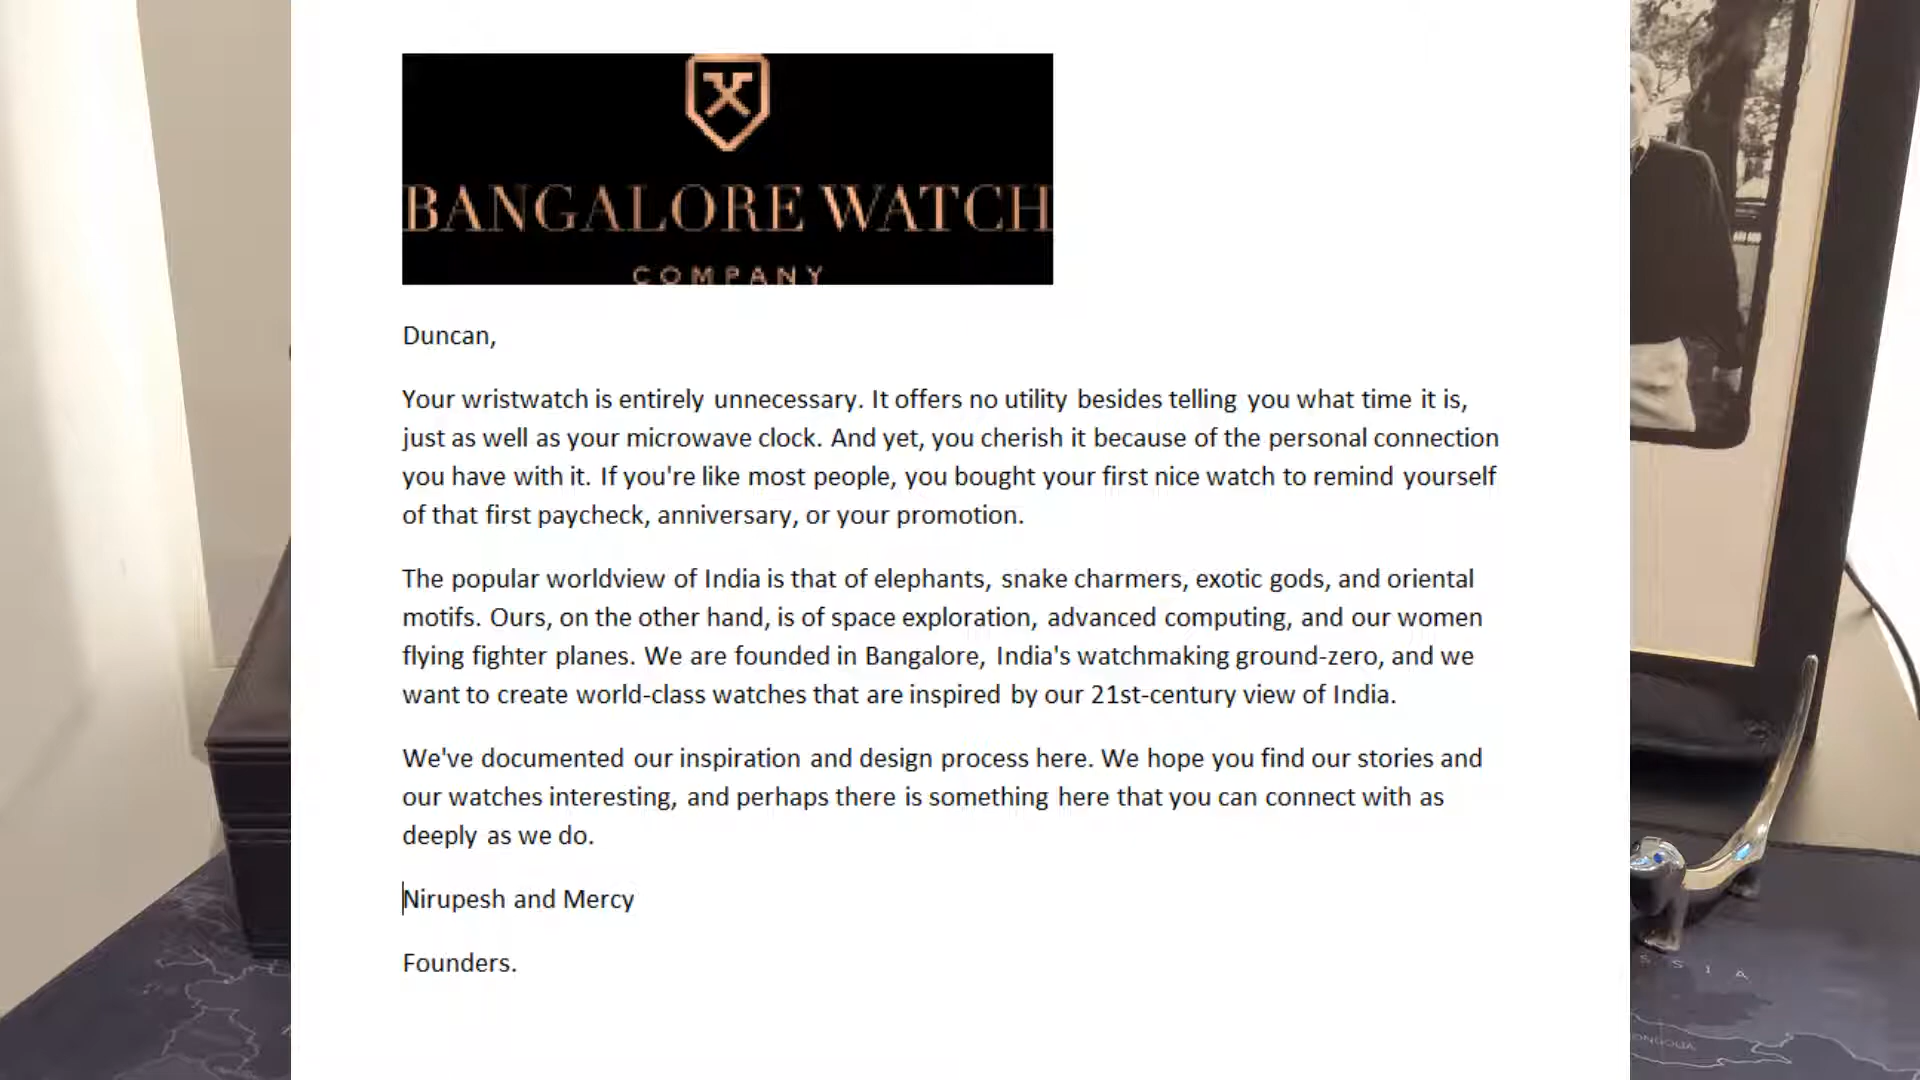 BANGALORE WATCH
COMPANY
Duncan,
Your wristwatch is entirely unnecessary. It offers no utility besides telling you what time it is,
just as well as your microwave clock. And yet, you cherish it because of the personal connection
you have with it. If you're like most people, you bought your first nice watch to remind yourself
of that first paycheck, anniversary, or your promotion.
The popular worldview of India is that of elephants, snake charmers, exotic gods, and oriental
motifs. Ours, on the other hand, is of space exploration, advanced computing, and our women
flying fighter planes. We are founded in Bangalore, India's watchmaking ground-zero, and we
want to create world-class watches that are inspired by our 21st-century view of India.
We've documented our inspiration and design process here. We hope you find our stories and
our watches interesting, and perhaps there is something here that you can connect with as
deeply as we do.
Nirupesh and Mercy
Founders.
S S I A
ONGOLIA